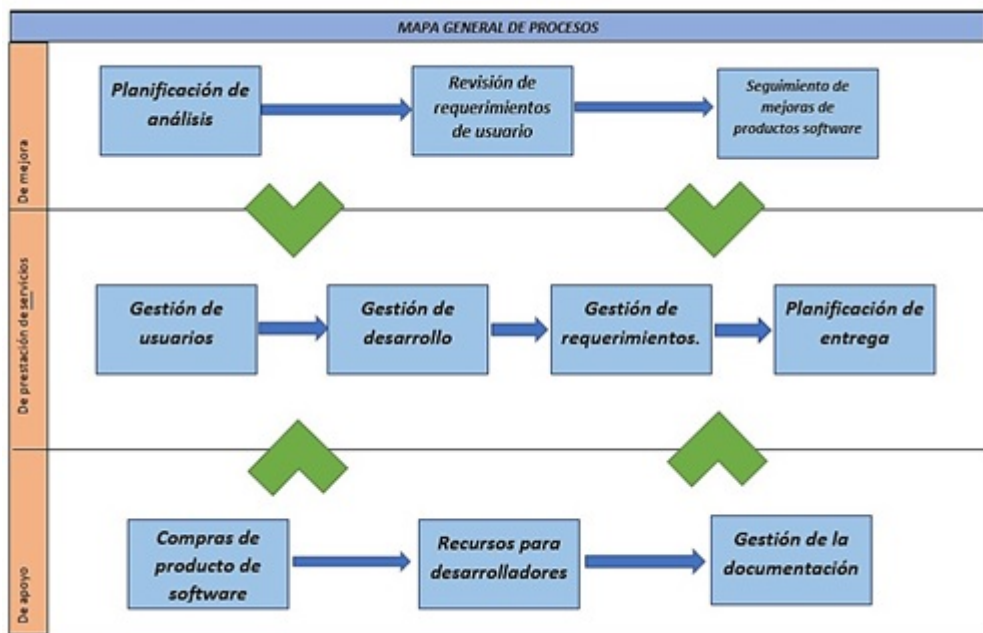 MAPA GENERAL DE PROCESOS
De mejora
Planificación de
análisis
Revisión de
requerimientos
de usuario
Seguimiento de
mejoras de
productos software
De prestación de servicios
Gestión de
usuarios
Gestión de
desarrollo
Gestión de
requerimientos.
Planificación de
entrega
De apoyo
Compras de
producto de
software
Recursos para
desarrolladores
Gestión de la
documentación